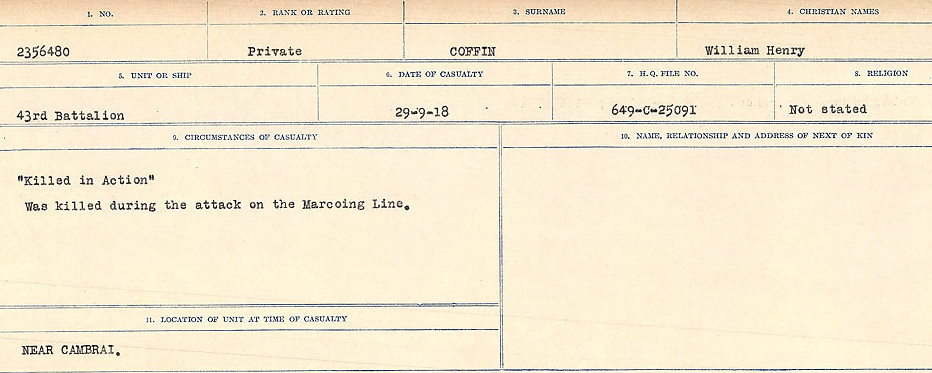 1. NO.
2. RANK OR RATING
3. SURNAME
4. CHRISTIAN NAMES
2356480
Private
COFFIN
William Henry
5. UNIT OR SHIP
6. DATE OF CASUALTY
7. H.Q. FILE NO.
8. RELIGION
43rd Battalion
29-9-18
649-C-25091
Not stated
9. CIRCUMSTANCES OF CASUALTY
10. NAME, RELATIONSHIP AND ADDRESS OF NEXT OF KIN
"Killed in Action"
Was killed during the attack on the Marcoing Line.
11. LOCATION OF UNIT AT TIME OF CASUALTY
NEAR CAMBRAI.